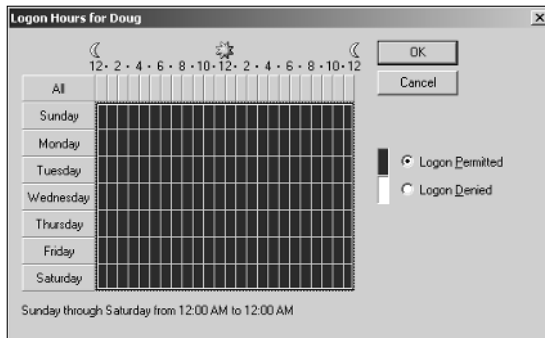 Logon Hours for Doug
OK
12 · 2 · 4 · 6 · 8 · 10 · 12 · 2 · 4 · 6 · 8 · 10 · 12
Cancel
All
Sunday
Monday
Tuesday
Wednesday
Thursday
Friday
Saturday
Logon Permitted
Logon Denied
Sunday through Saturday from 12:00 AM to 12:00 AM